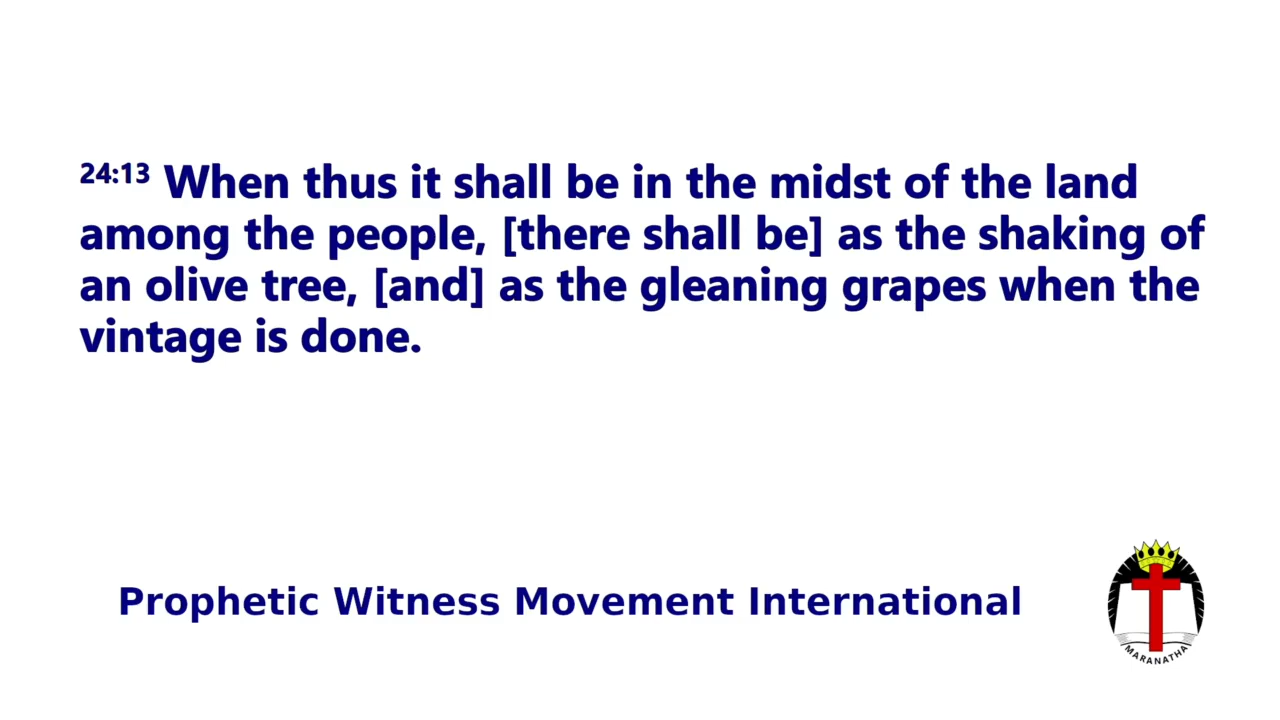 24:13 When thus it shall be in the midst of the land
among the people, [there shall be] as the shaking of
an olive tree, [and] as the gleaning grapes when the
vintage is done.
Prophetic Witness Movement International
MARANATHA